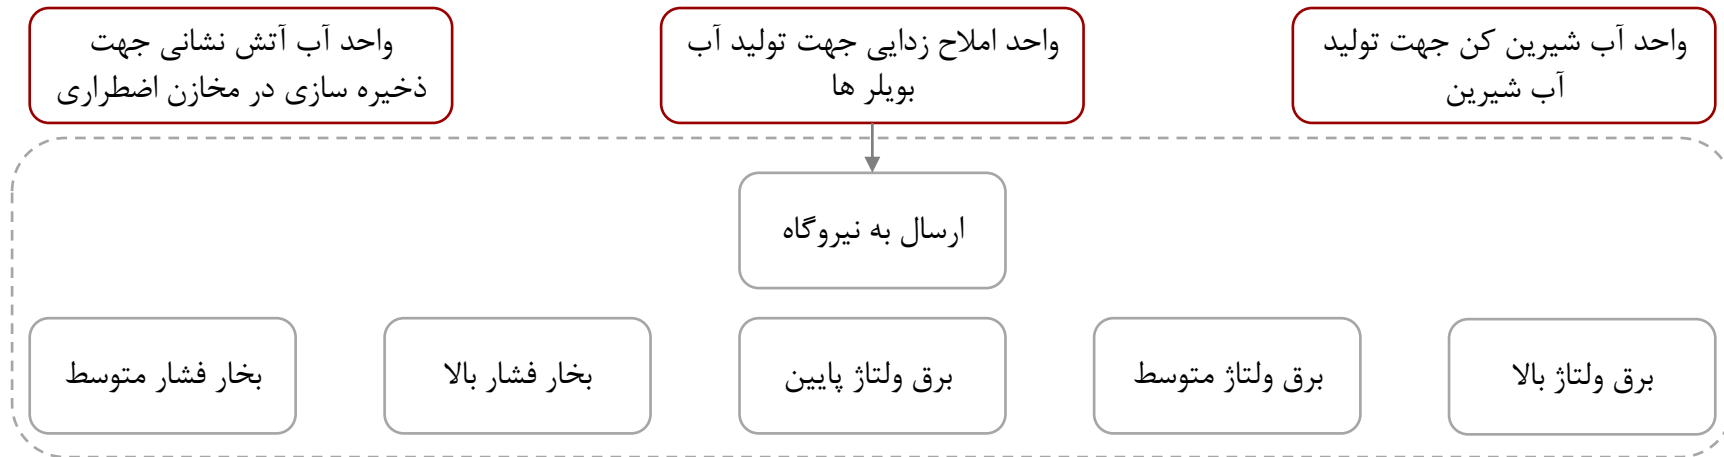 واحد آب شیرین کن جهت تولید
آب شیرین
واحد املاح زدایی جهت تولید آب
بویلر ها
واحد آب آتش نشانی جهت
ذخیره سازی در مخازن اضطراری
ارسال به نیروگاه
برق ولتاژ بالا
برق ولتاژ متوسط
برق ولتاژ پایین
بخار فشار بالا
بخار فشار متوسط